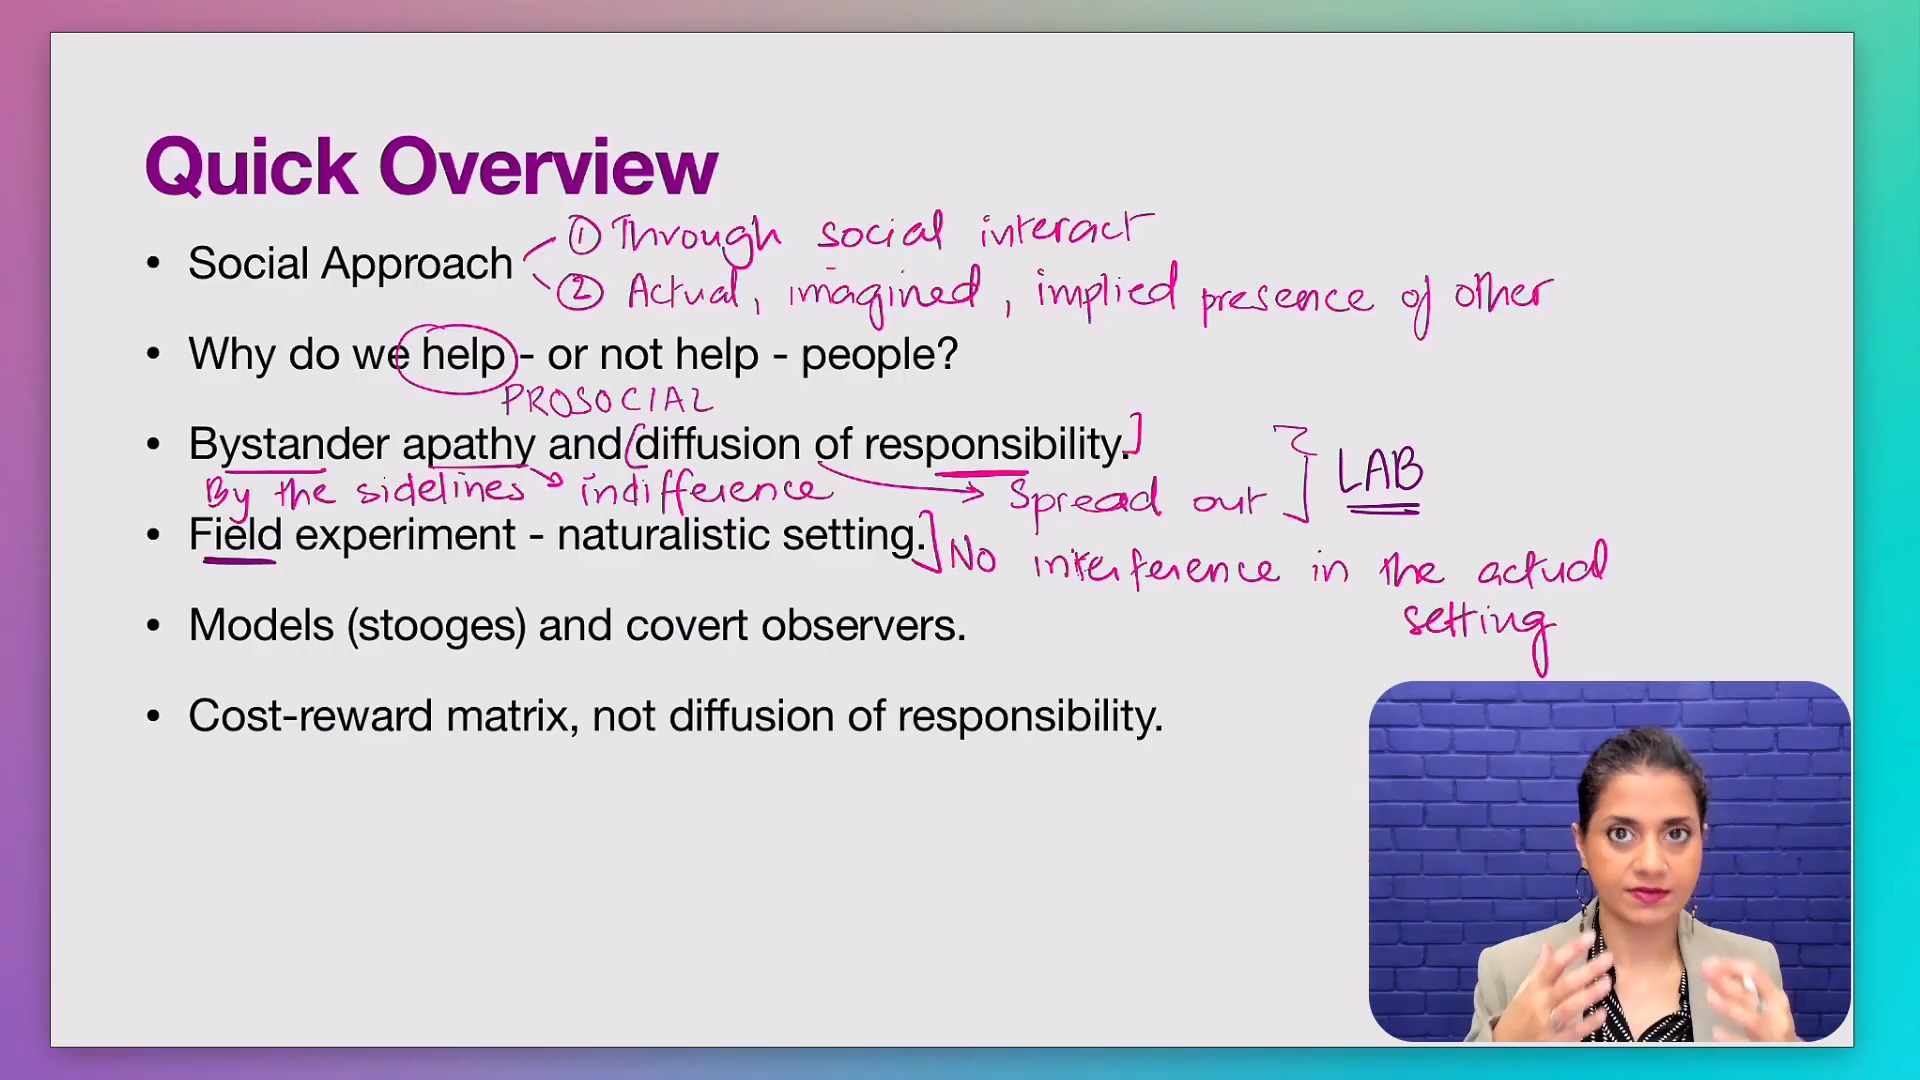 Quick Overview
① Through social interact
• Social Approach
② Actual, imagined, implied presence of other
• Why do we help - or not help - people?
PROSOCIAL
• Bystander apathy and (diffusion of responsibility.]
LAB
By the sidelines → indifference → Spread out
• Field experiment - naturalistic setting.]
No interference in the actual
setting
• Models (stooges) and covert observers.
• Cost-reward matrix, not diffusion of responsibility.